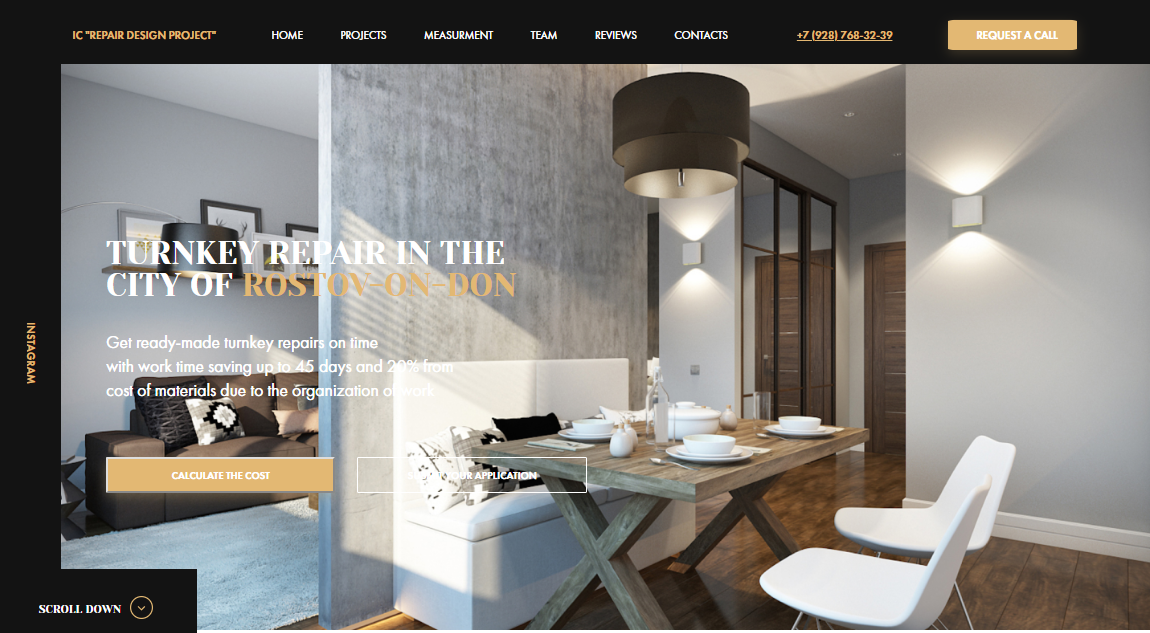 IC "REPAIR DESIGN PROJECT"
HOME
PROJECTS
MEASURMENT
TEAM
REVIEWS
CONTACTS
+7 (928) 768-32-39
REQUEST A CALL
TURNKEY REPAIR IN THE
CITY OF ROSTOV-ON-DON
Get ready-made turnkey repairs on time
with work time saving up to 45 days and 20% from
cost of materials due to the organization of work
CALCULATE THE COST
YOUR APPLICATION
INSTAGRAM
SCROLL DOWN